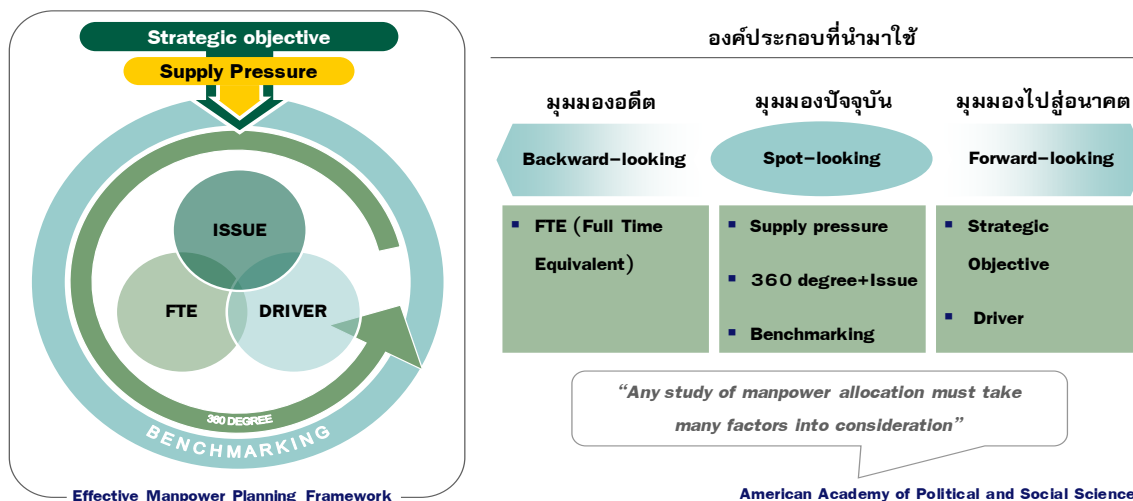 Strategic objective
Supply Pressure
ISSUE
FTE
DRIVER
360 DEGREE
BENCHMARKING
Effective Manpower Planning Framework
องค์ประกอบที่นำมาใช้
มุมมองอดีต
มุมมองปัจจุบัน
มุมมองไปสู่อนาคต
Backward-looking
Spot-looking
Forward-looking
▪ FTE (Full Time
Equivalent)
▪ Supply pressure
▪ 360 degree+Issue
▪ Benchmarking
▪ Strategic
Objective
▪ Driver
“Any study of manpower allocation must take
many factors into consideration”
American Academy of Political and Social Science